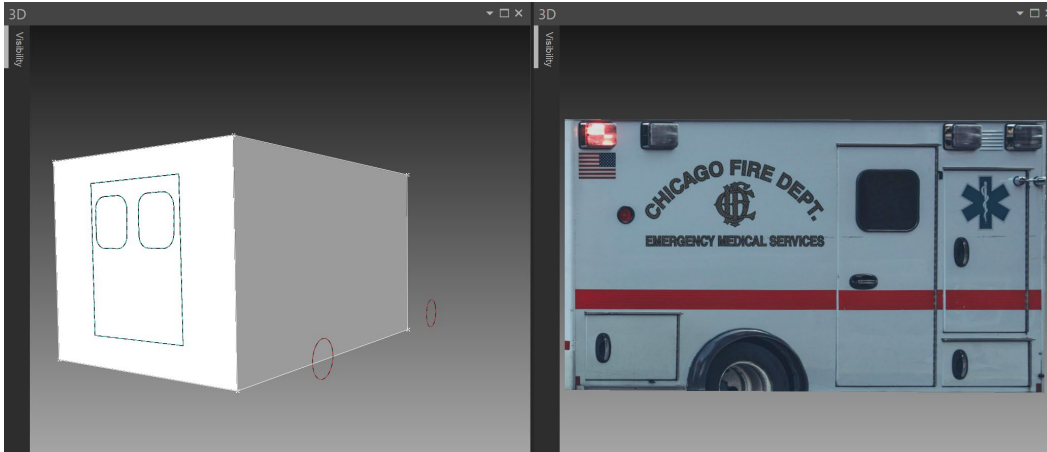 3D
Visibility
3D
Visibility
CHICAGO FIRE DEPT.
EMERGENCY MEDICAL SERVICES